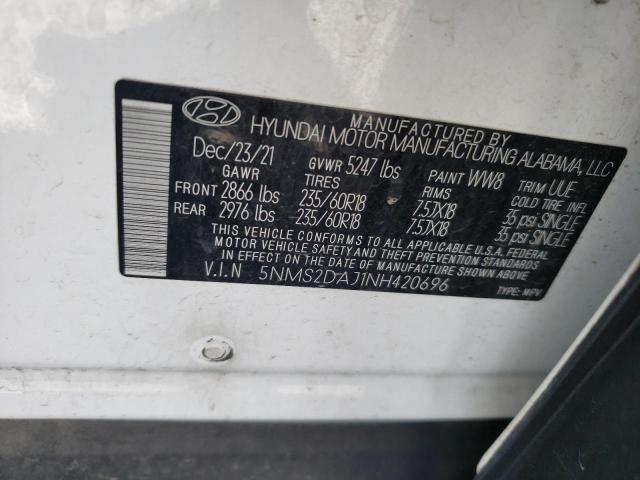 MANUFACTURED BY
HYUNDAI MOTOR MANUFACTURING ALABAMA, LLC
Dec/23/21 GVWR 5247 lbs PAINT WW8 TRIM UUE
GAWR TIRES RIMS COLD TIRE INFL.
FRONT 2866 lbs 235/60R18 7.5JX18 35 psi SINGLE
REAR 2976 lbs 235/60R18 7.5JX18 35 psi SINGLE
THIS VEHICLE CONFORMS TO ALL APPLICABLE U.S.A. FEDERAL
MOTOR VEHICLE SAFETY AND THEFT PREVENTION STANDARDS
IN EFFECT ON THE DATE OF MANUFACTURE SHOWN ABOVE.
V.I.N 5NMS2DAJ1NH420696 TYPE: MPV